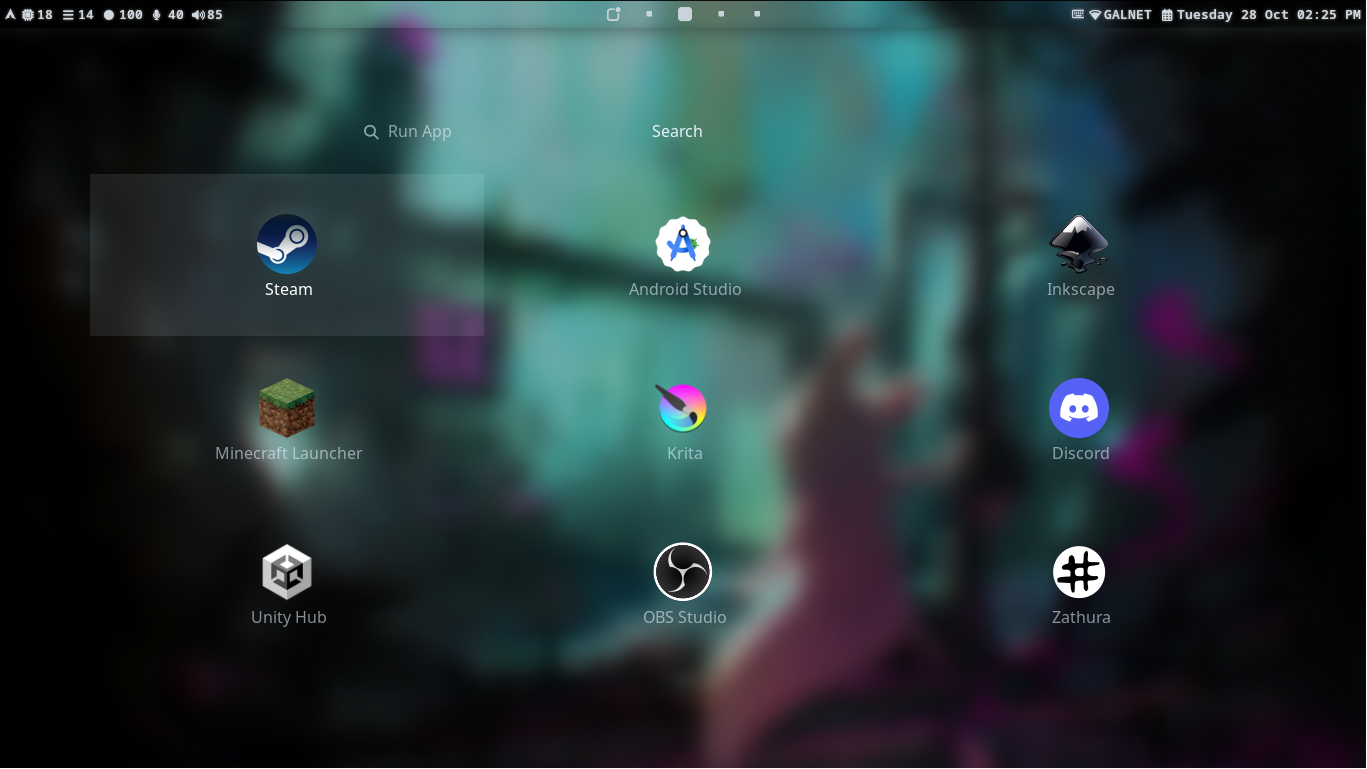 18 14 100 40 85 GALNET Tuesday 28 Oct 02:25 PM
Run App Search
Steam Android Studio Inkscape
Minecraft Launcher Krita Discord
Unity Hub OBS Studio Zathura